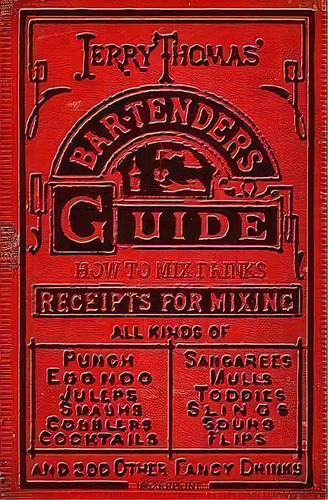 JERRY THOMAS'
BAR-TENDERS
GUIDE
HOW TO MIX DRINKS
RECEIPTS FOR MIXING
ALL KINDS OF
PUNCH
EGGNOG
JULEPS
SMASHS
COBBLERS
COCKTAILS
SANGAREES
MULLS
TODDIES
SLINGS
SOURS
FLIPS
AND 200 OTHER FANCY DRINKS